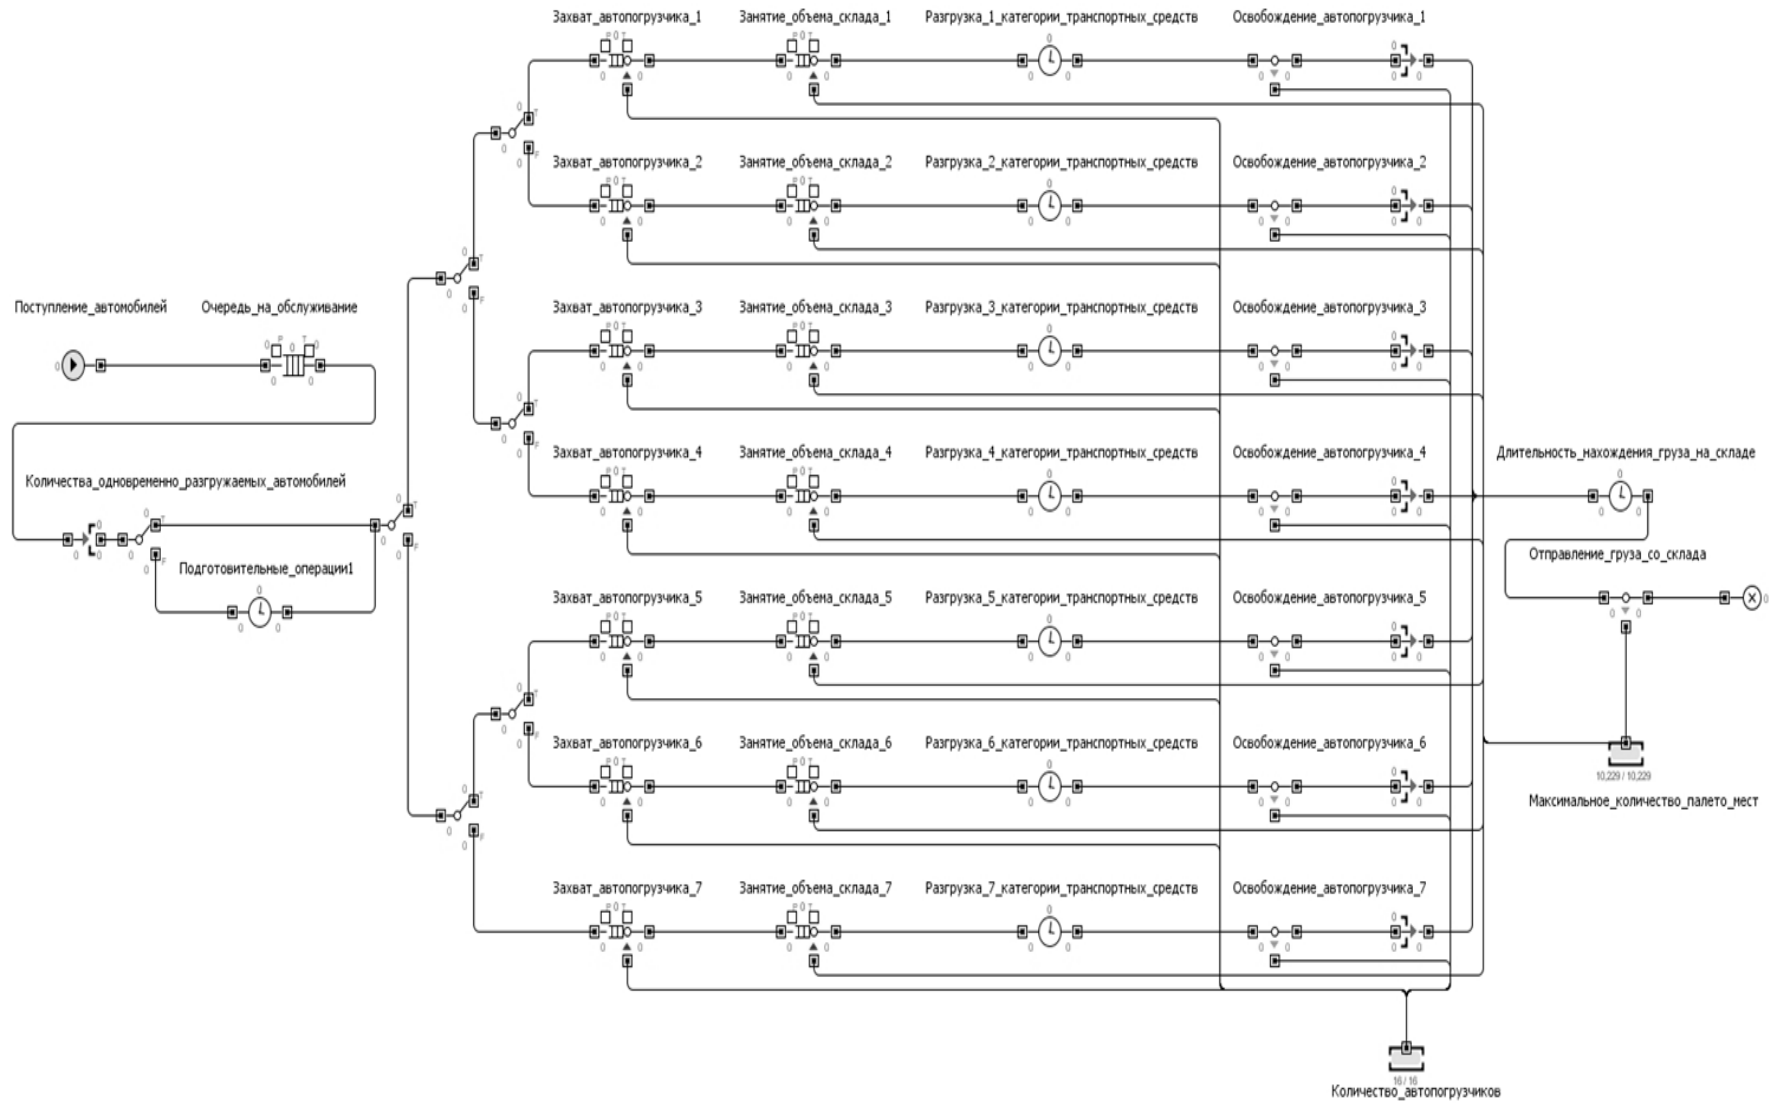 Захват_автопогрузчика_1 Занятие_объема_склада_1 Разгрузка_1_категории_транспортных_средств Освобождение_автопогрузчика_1
Захват_автопогрузчика_2 Занятие_объема_склада_2 Разгрузка_2_категории_транспортных_средств Освобождение_автопогрузчика_2
Поступление_автомобилей Очередь_на_обслуживание Захват_автопогрузчика_3 Занятие_объема_склада_3 Разгрузка_3_категории_транспортных_средств Освобождение_автопогрузчика_3
Захват_автопогрузчика_4 Занятие_объема_склада_4 Разгрузка_4_категории_транспортных_средств Освобождение_автопогрузчика_4 Длительность_нахождения_груза_на_складе
Количества_одновременно_разгружаемых_автомобилей
Отправление_груза_со_склада
Подготовительные_операции1
Захват_автопогрузчика_5 Занятие_объема_склада_5 Разгрузка_5_категории_транспортных_средств Освобождение_автопогрузчика_5
Захват_автопогрузчика_6 Занятие_объема_склада_6 Разгрузка_6_категории_транспортных_средств Освобождение_автопогрузчика_6
10,229 / 10,229
Максимальное_количество_палето_мест
Захват_автопогрузчика_7 Занятие_объема_склада_7 Разгрузка_7_категории_транспортных_средств Освобождение_автопогрузчика_7
16 / 16
Количество_автопогрузчиков